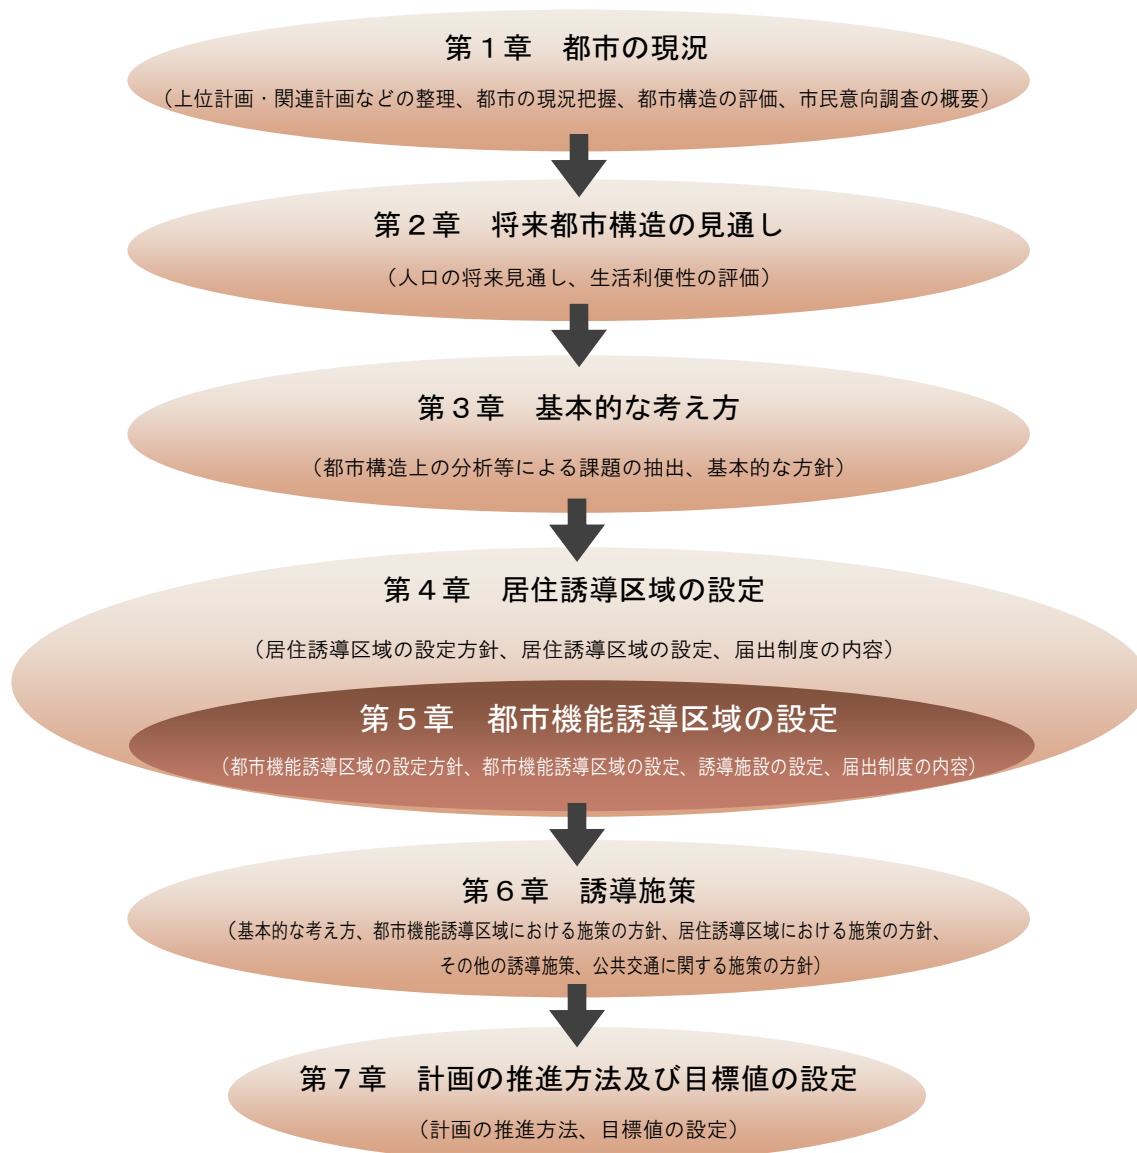 第１章　都市の現況
（上位計画・関連計画などの整理、都市の現況把握、都市構造の評価、市民意向調査の概要）
第２章　将来都市構造の見通し
（人口の将来見通し、生活利便性の評価）
第３章　基本的な考え方
（都市構造上の分析等による課題の抽出、基本的な方針）
第４章　居住誘導区域の設定
（居住誘導区域の設定方針、居住誘導区域の設定、届出制度の内容）
第５章　都市機能誘導区域の設定
（都市機能誘導区域の設定方針、都市機能誘導区域の設定、誘導施設の設定、届出制度の内容）
第６章　誘導施策
（基本的な考え方、都市機能誘導区域における施策の方針、居住誘導区域における施策の方針、
その他の誘導施策、公共交通に関する施策の方針）
第７章　計画の推進方法及び目標値の設定
（計画の推進方法、目標値の設定）